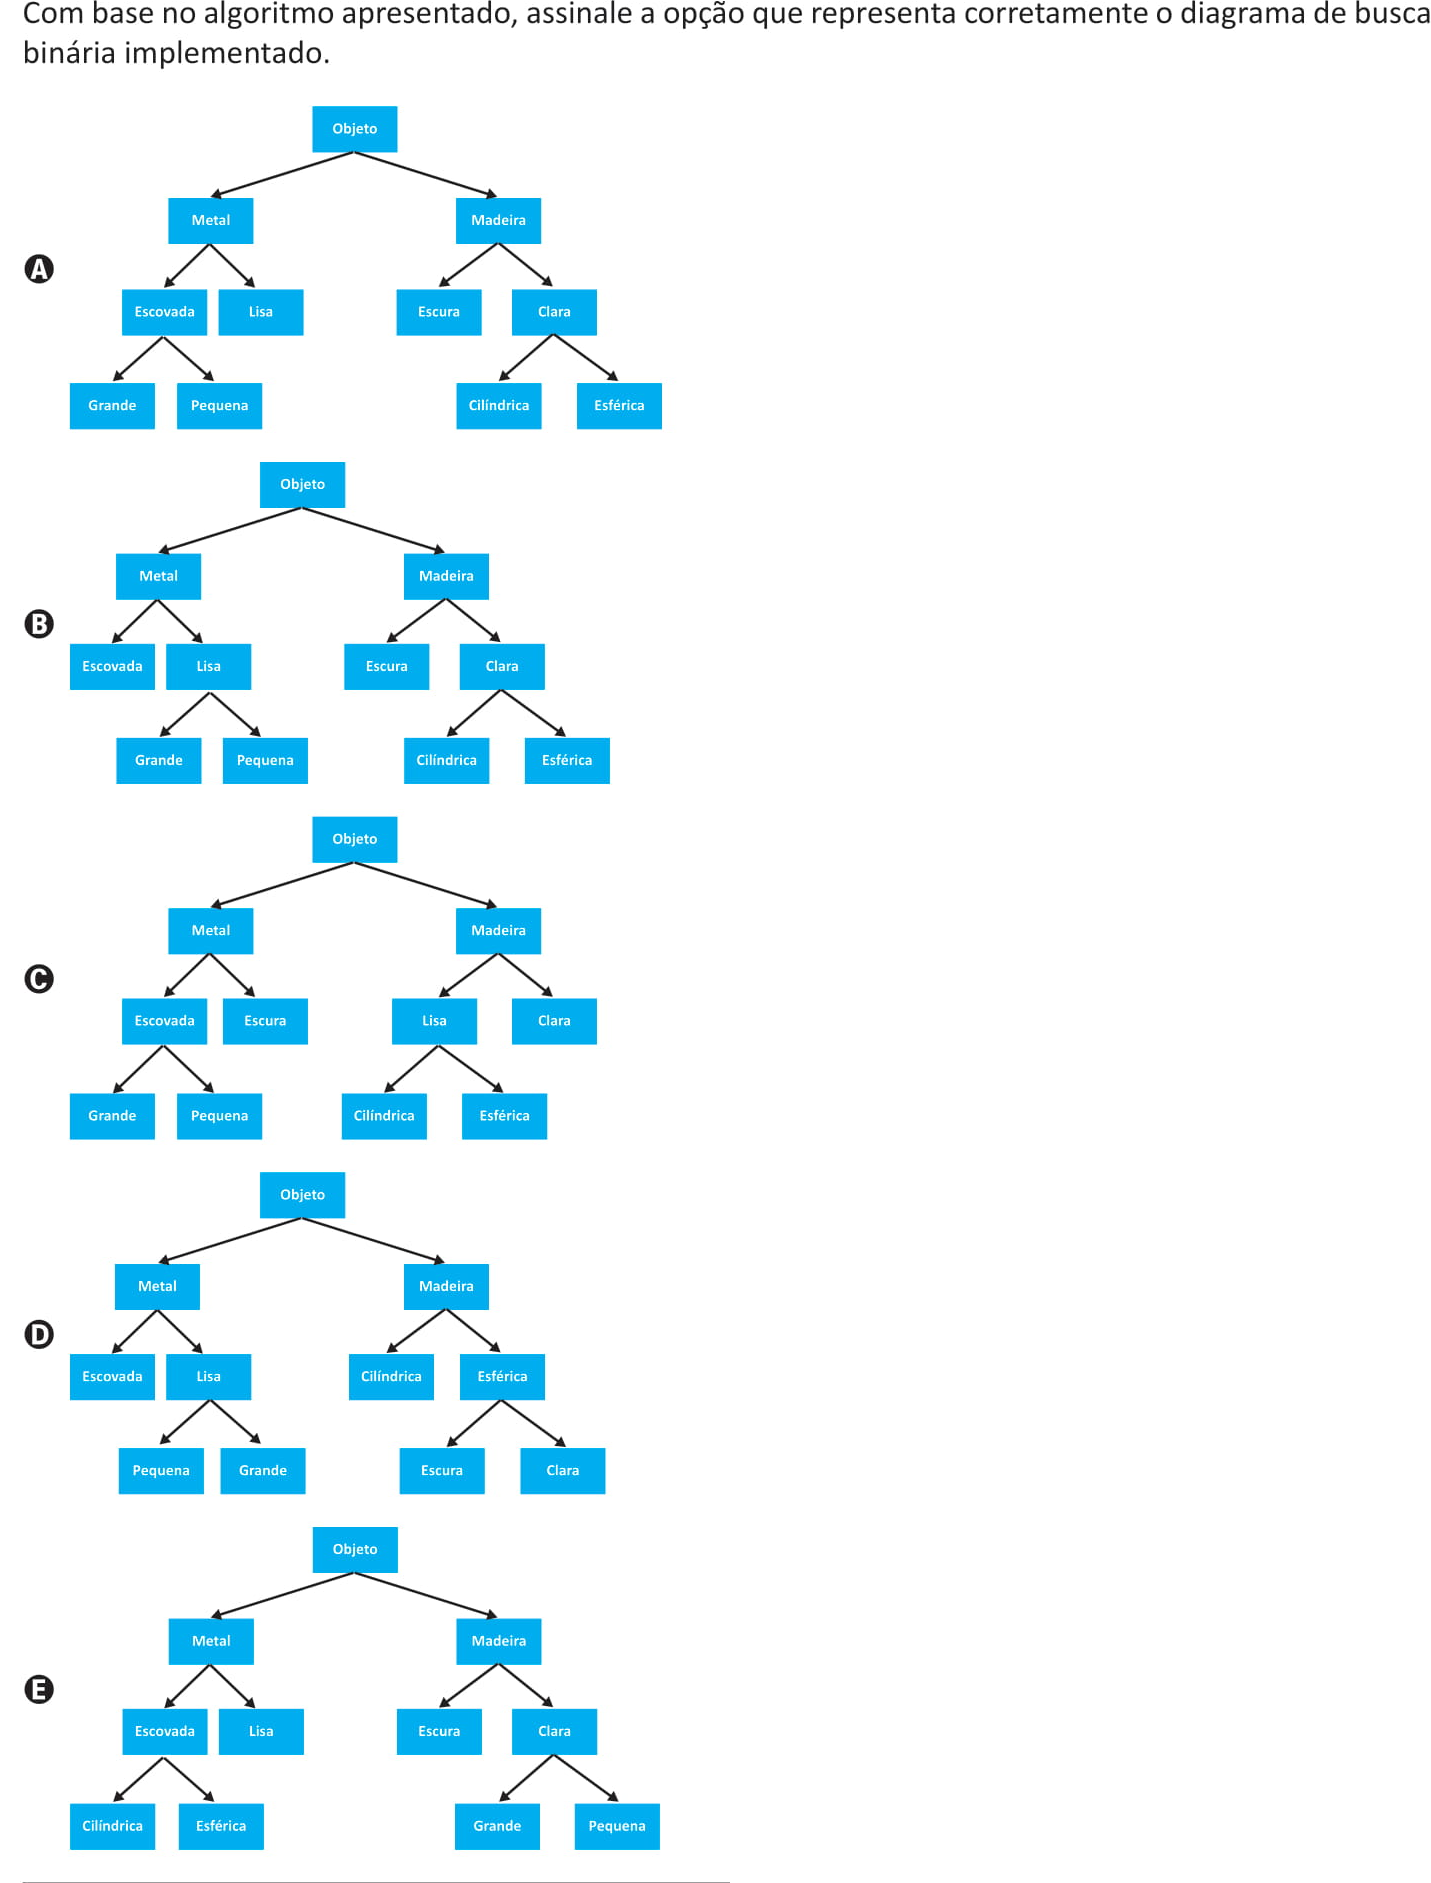 Com base no algoritmo apresentado, assinale a opção que representa corretamente o diagrama de busca
binária implementado.
A
Objeto
Metal Madeira
Escovada Lisa Escura Clara
Grande Pequena Cilíndrica Esférica
B
Objeto
Metal Madeira
Escovada Lisa Escura Clara
Grande Pequena Cilíndrica Esférica
C
Objeto
Metal Madeira
Escovada Escura Lisa Clara
Grande Pequena Cilíndrica Esférica
D
Objeto
Metal Madeira
Escovada Lisa Cilíndrica Esférica
Pequena Grande Escura Clara
E
Objeto
Metal Madeira
Escovada Lisa Escura Clara
Cilíndrica Esférica Grande Pequena